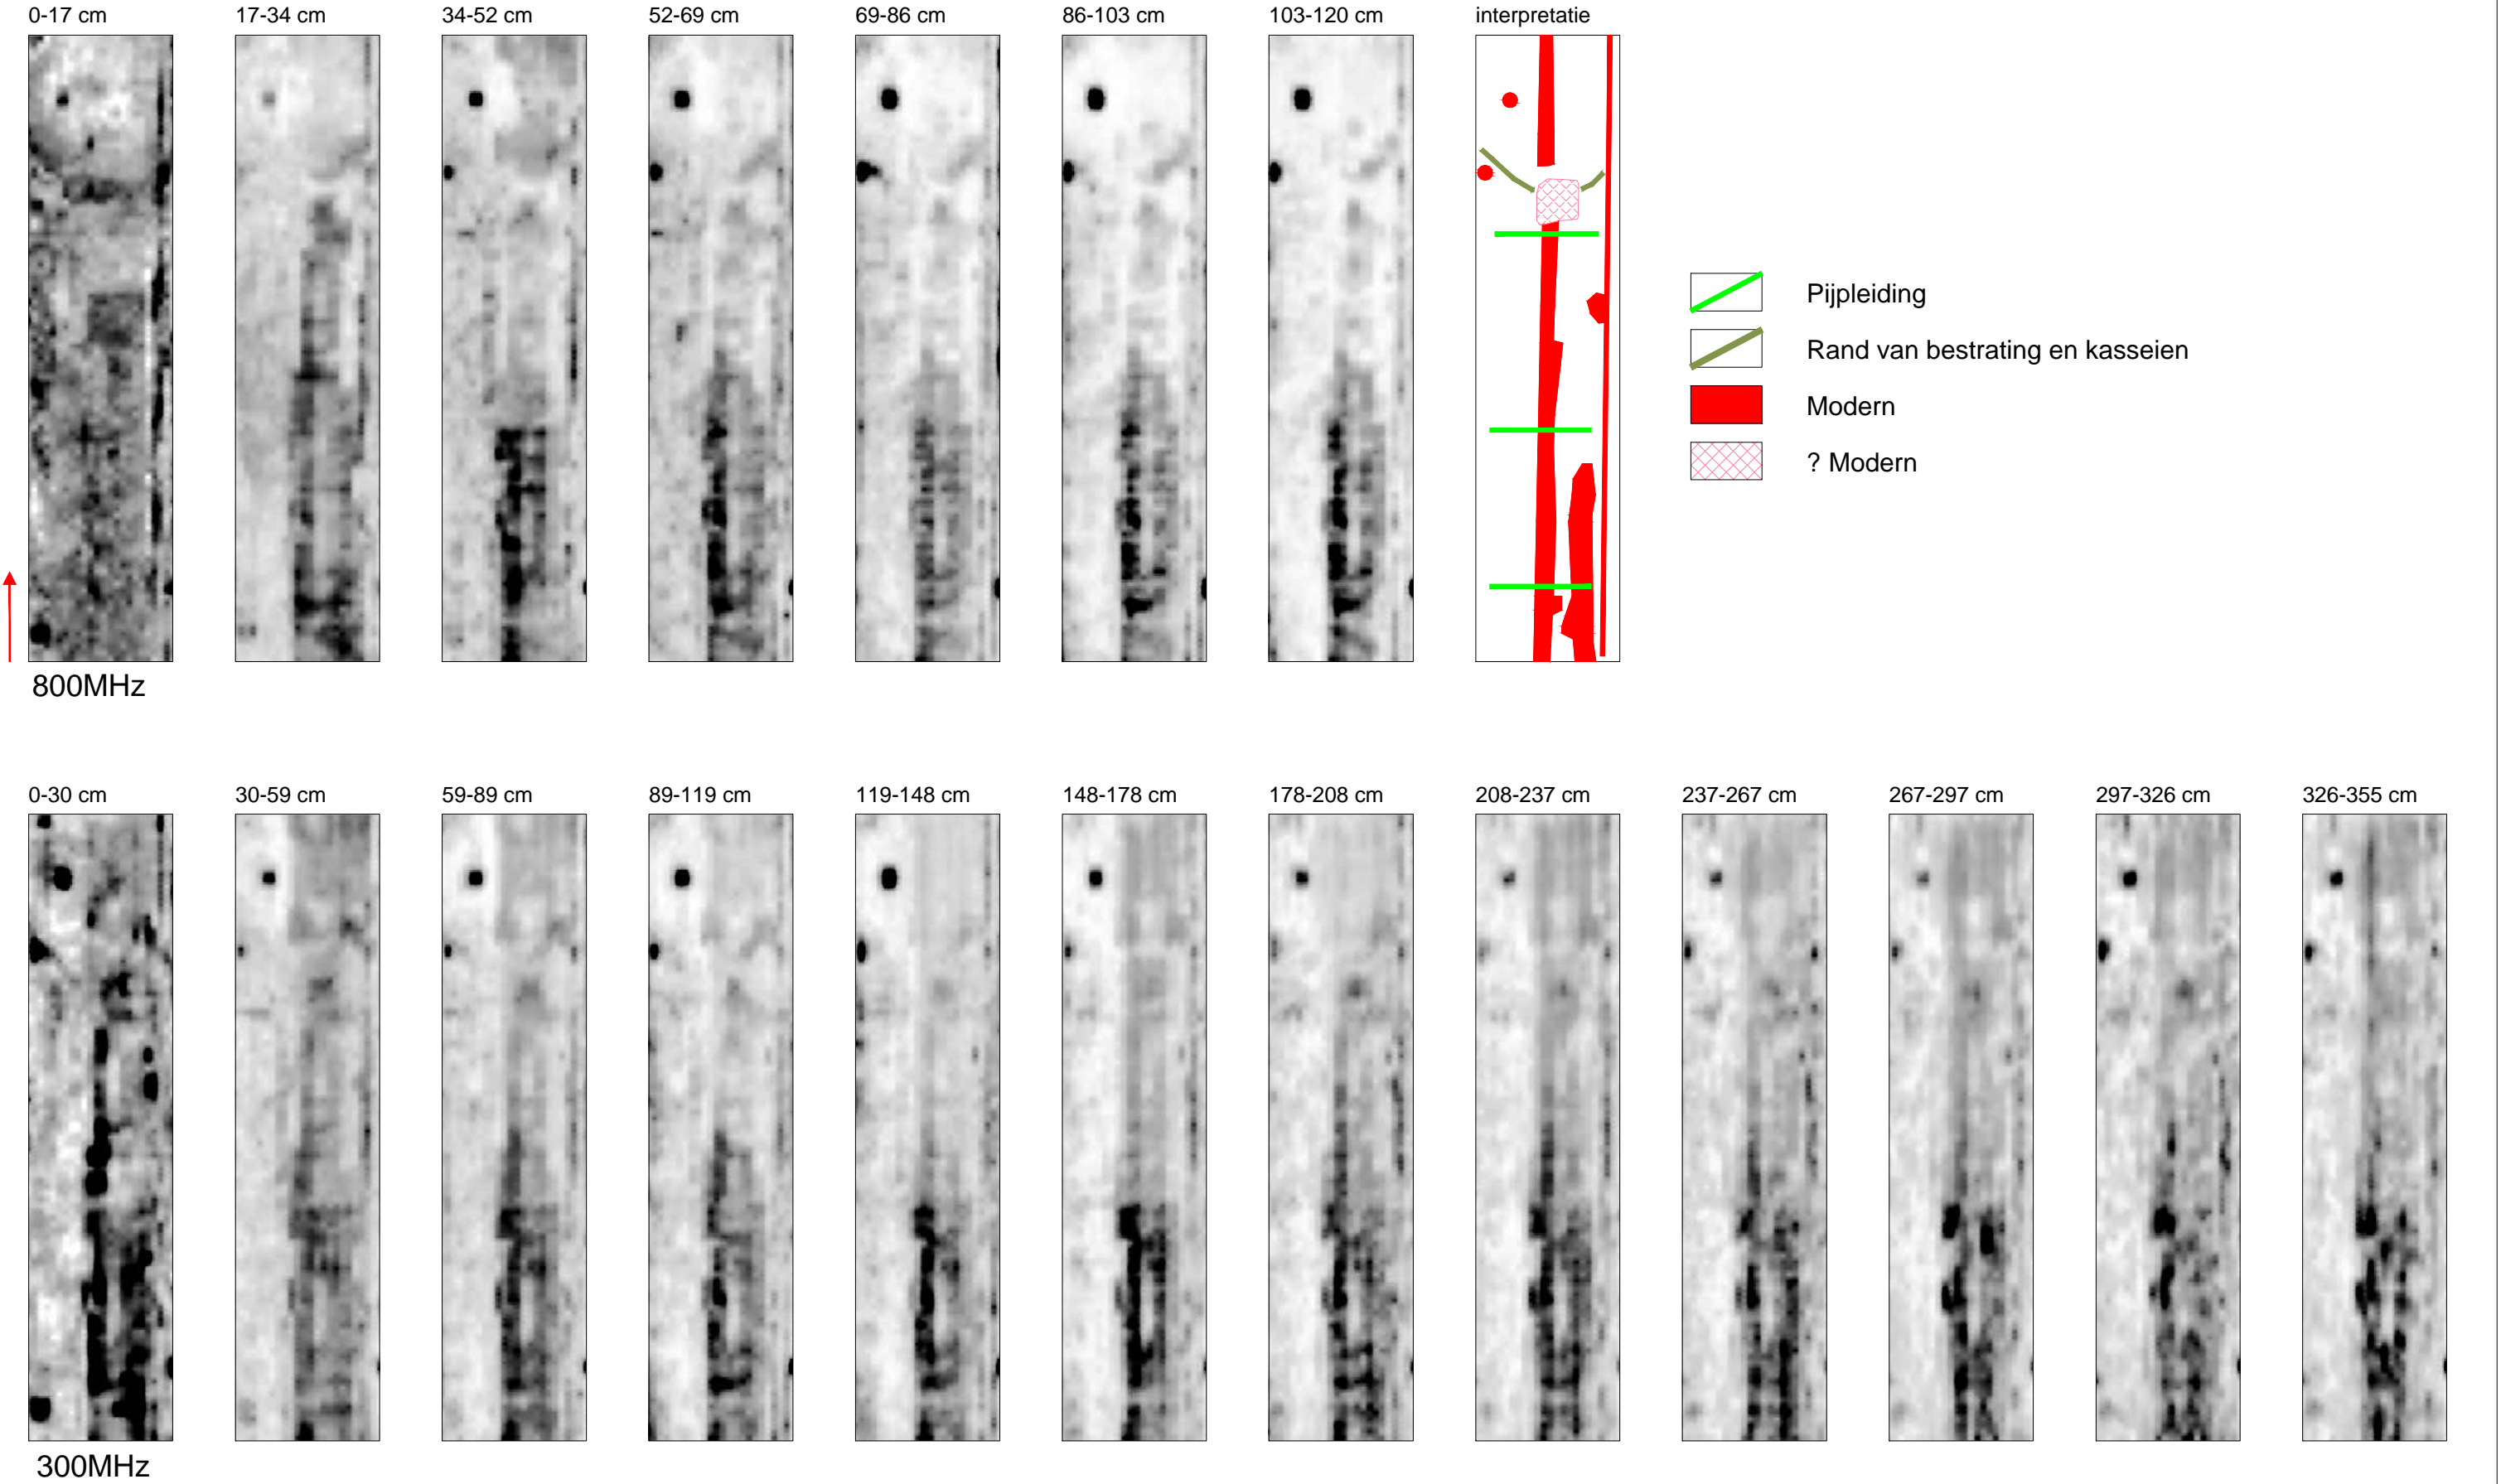 0-17 cm 17-34 cm 34-52 cm 52-69 cm 69-86 cm 86-103 cm 103-120 cm interpretatie
Pijpleiding
Rand van bestrating en kasseien
Modern
? Modern
800MHz
0-30 cm 30-59 cm 59-89 cm 89-119 cm 119-148 cm 148-178 cm 178-208 cm 208-237 cm 237-267 cm 267-297 cm 297-326 cm 326-355 cm
300MHz